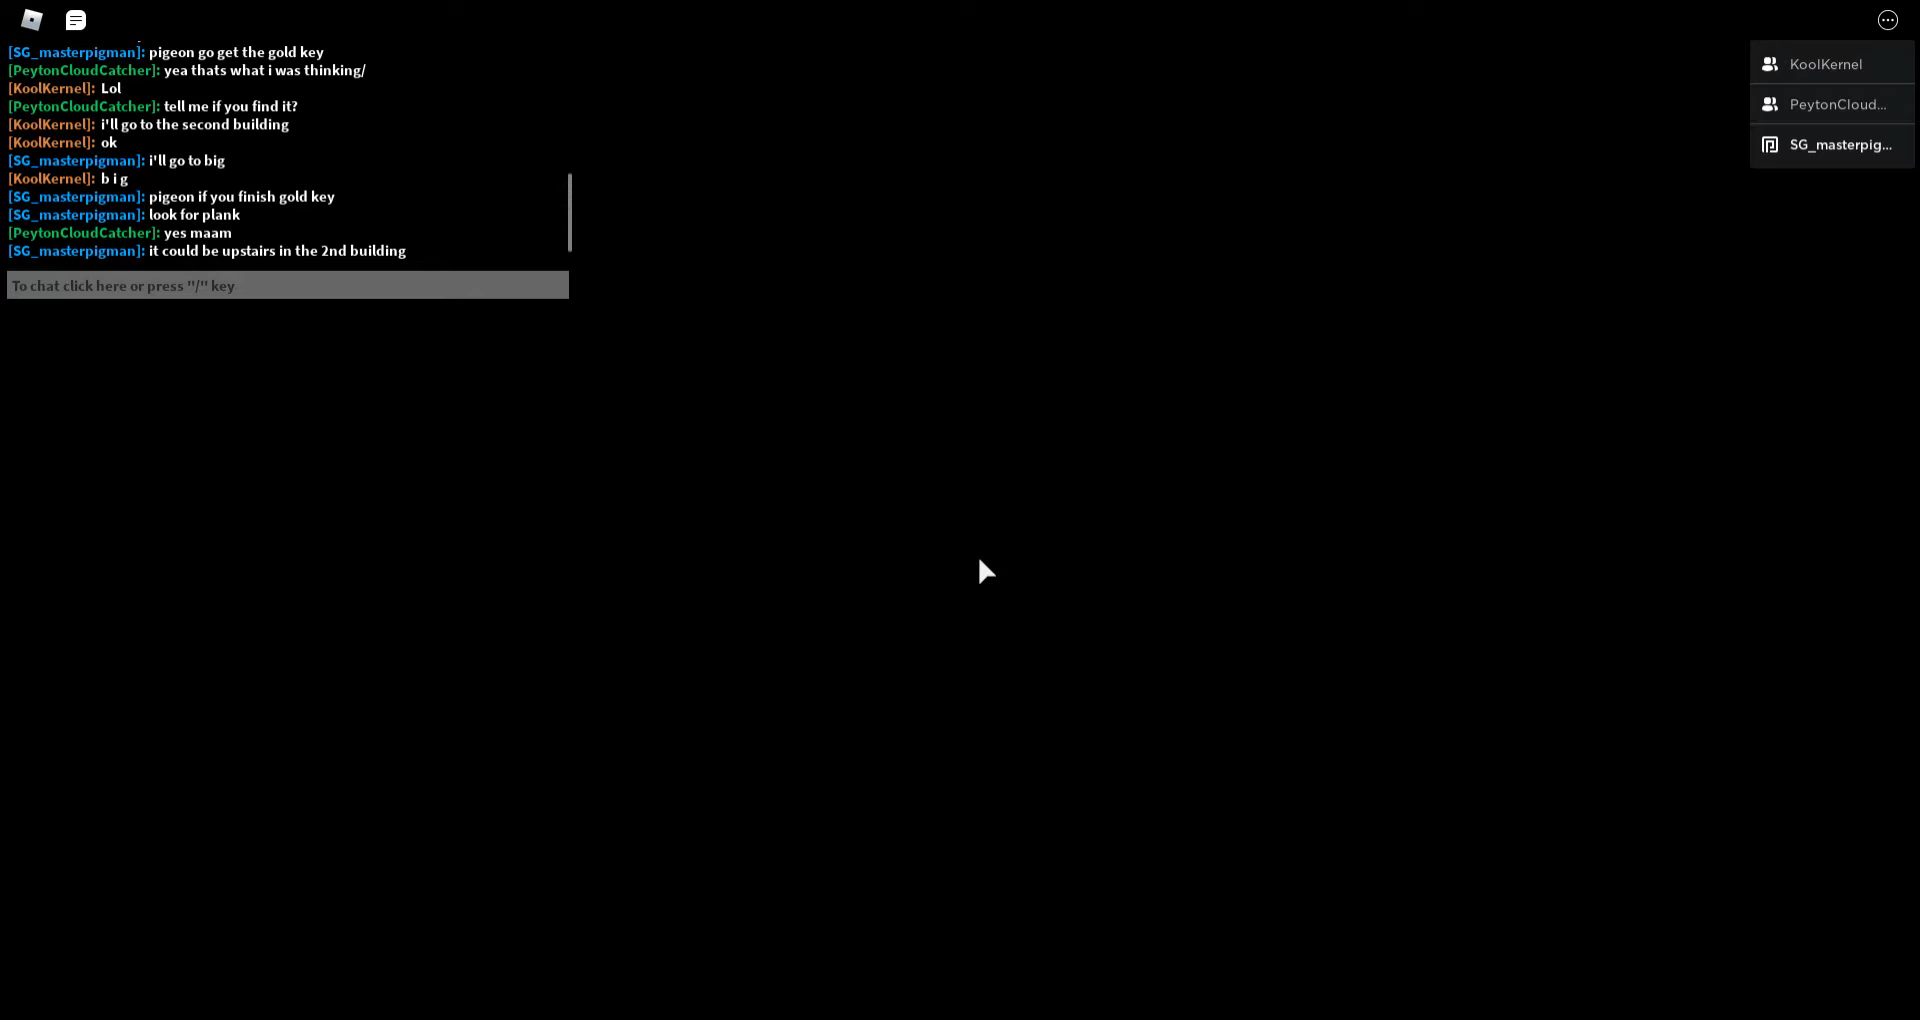 [SG_masterpigman]: pigeon go get the gold key
[PeytonCloudCatcher]: yea thats what i was thinking/
[KoolKernel]: Lol
[PeytonCloudCatcher]: tell me if you find it?
[KoolKernel]: i'll go to the second building
[KoolKernel]: ok
[SG_masterpigman]: i'll go to big
[KoolKernel]: b i g
[SG_masterpigman]: pigeon if you finish gold key
[SG_masterpigman]: look for plank
[PeytonCloudCatcher]: yes maam
[SG_masterpigman]: it could be upstairs in the 2nd building
To chat click here or press "/" key
KoolKernel
PeytonCloud...
SG_masterpig...